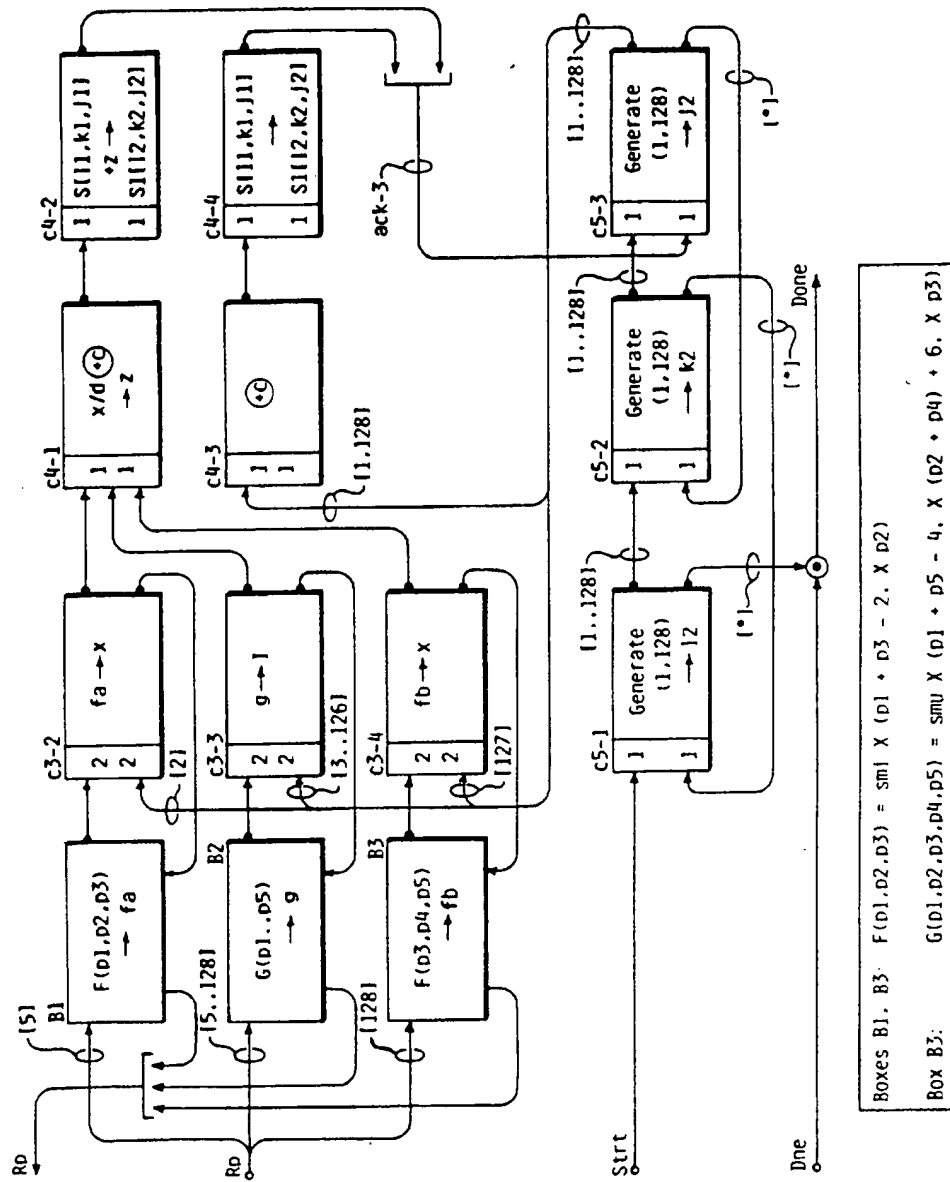 Rp
[5]
B1
F(p1,p2,p3)
→ fa
c3-2
2
2
fa → x
[2]
c4-1
1
1
x/d +c
→ z
c4-2
1 S[i1,k1,j1]
+z →
1 S1[i2,k2,j2]
Rp
[5..128]
B2
G(p1..p5)
→ g
c3-3
2
2
g → j
[3..126]
c4-3
1
1
+c
[1,128]
c4-4
1 S[i1,k1,j1]
→
1 S1[i2,k2,j2]
[128]
B3
F(p3,p4,p5)
→ fb
c3-4
2
2
fb → x
[127]
ack-3
Strt
c5-1
1
1
Generate
(1,128)
→ i2
[1..128]
[*]
c5-2
1
1
Generate
(1,128)
→ k2
[1..128]
[*]
c5-3
1
1
Generate
(1,128)
→ j2
[1..128]
[*]
Dne
Done
Boxes B1, B3: F(p1,p2,p3) = sm1 X (p1 + p3 - 2. X p2)
Box B3: G(p1,p2,p3,p4,p5) = smu X (p1 + p5 - 4. X (p2 + p4) + 6. X p3)